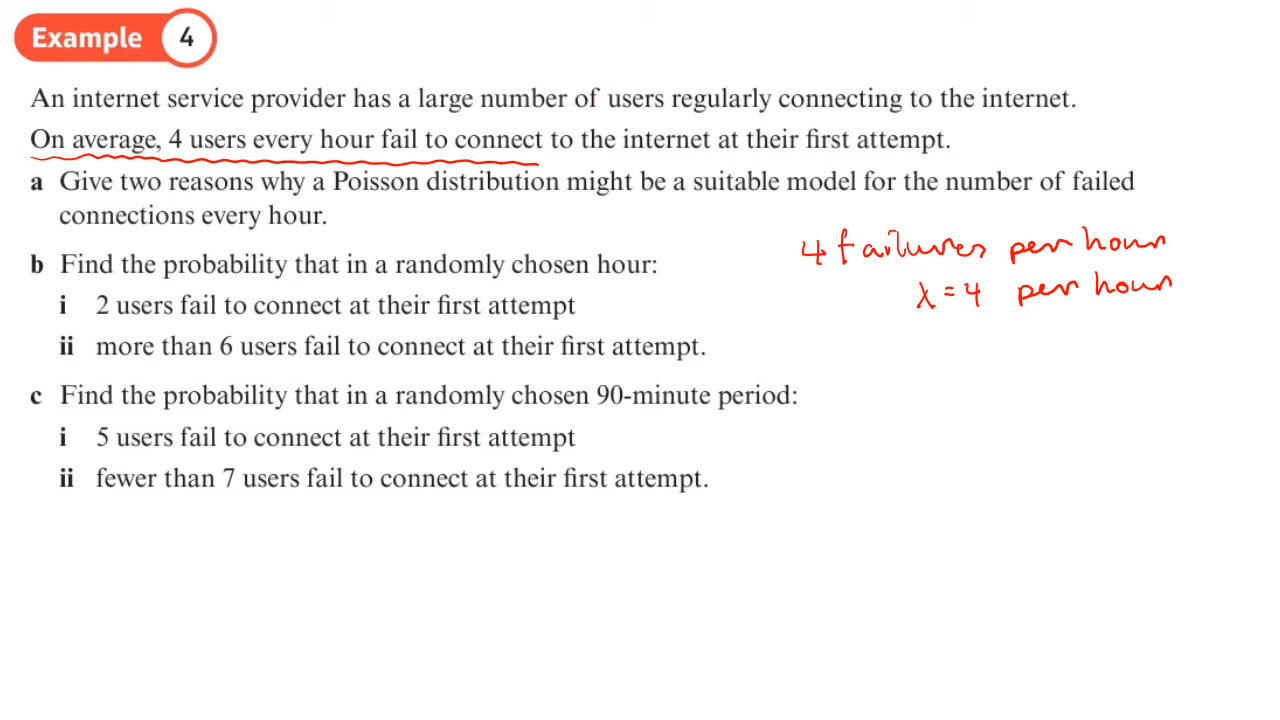 Example 4
An internet service provider has a large number of users regularly connecting to the internet.
On average, 4 users every hour fail to connect to the internet at their first attempt.
a Give two reasons why a Poisson distribution might be a suitable model for the number of failed
connections every hour.
4 failures per hour
b Find the probability that in a randomly chosen hour:
λ = 4 per hour
i 2 users fail to connect at their first attempt
ii more than 6 users fail to connect at their first attempt.
c Find the probability that in a randomly chosen 90-minute period:
i 5 users fail to connect at their first attempt
ii fewer than 7 users fail to connect at their first attempt.